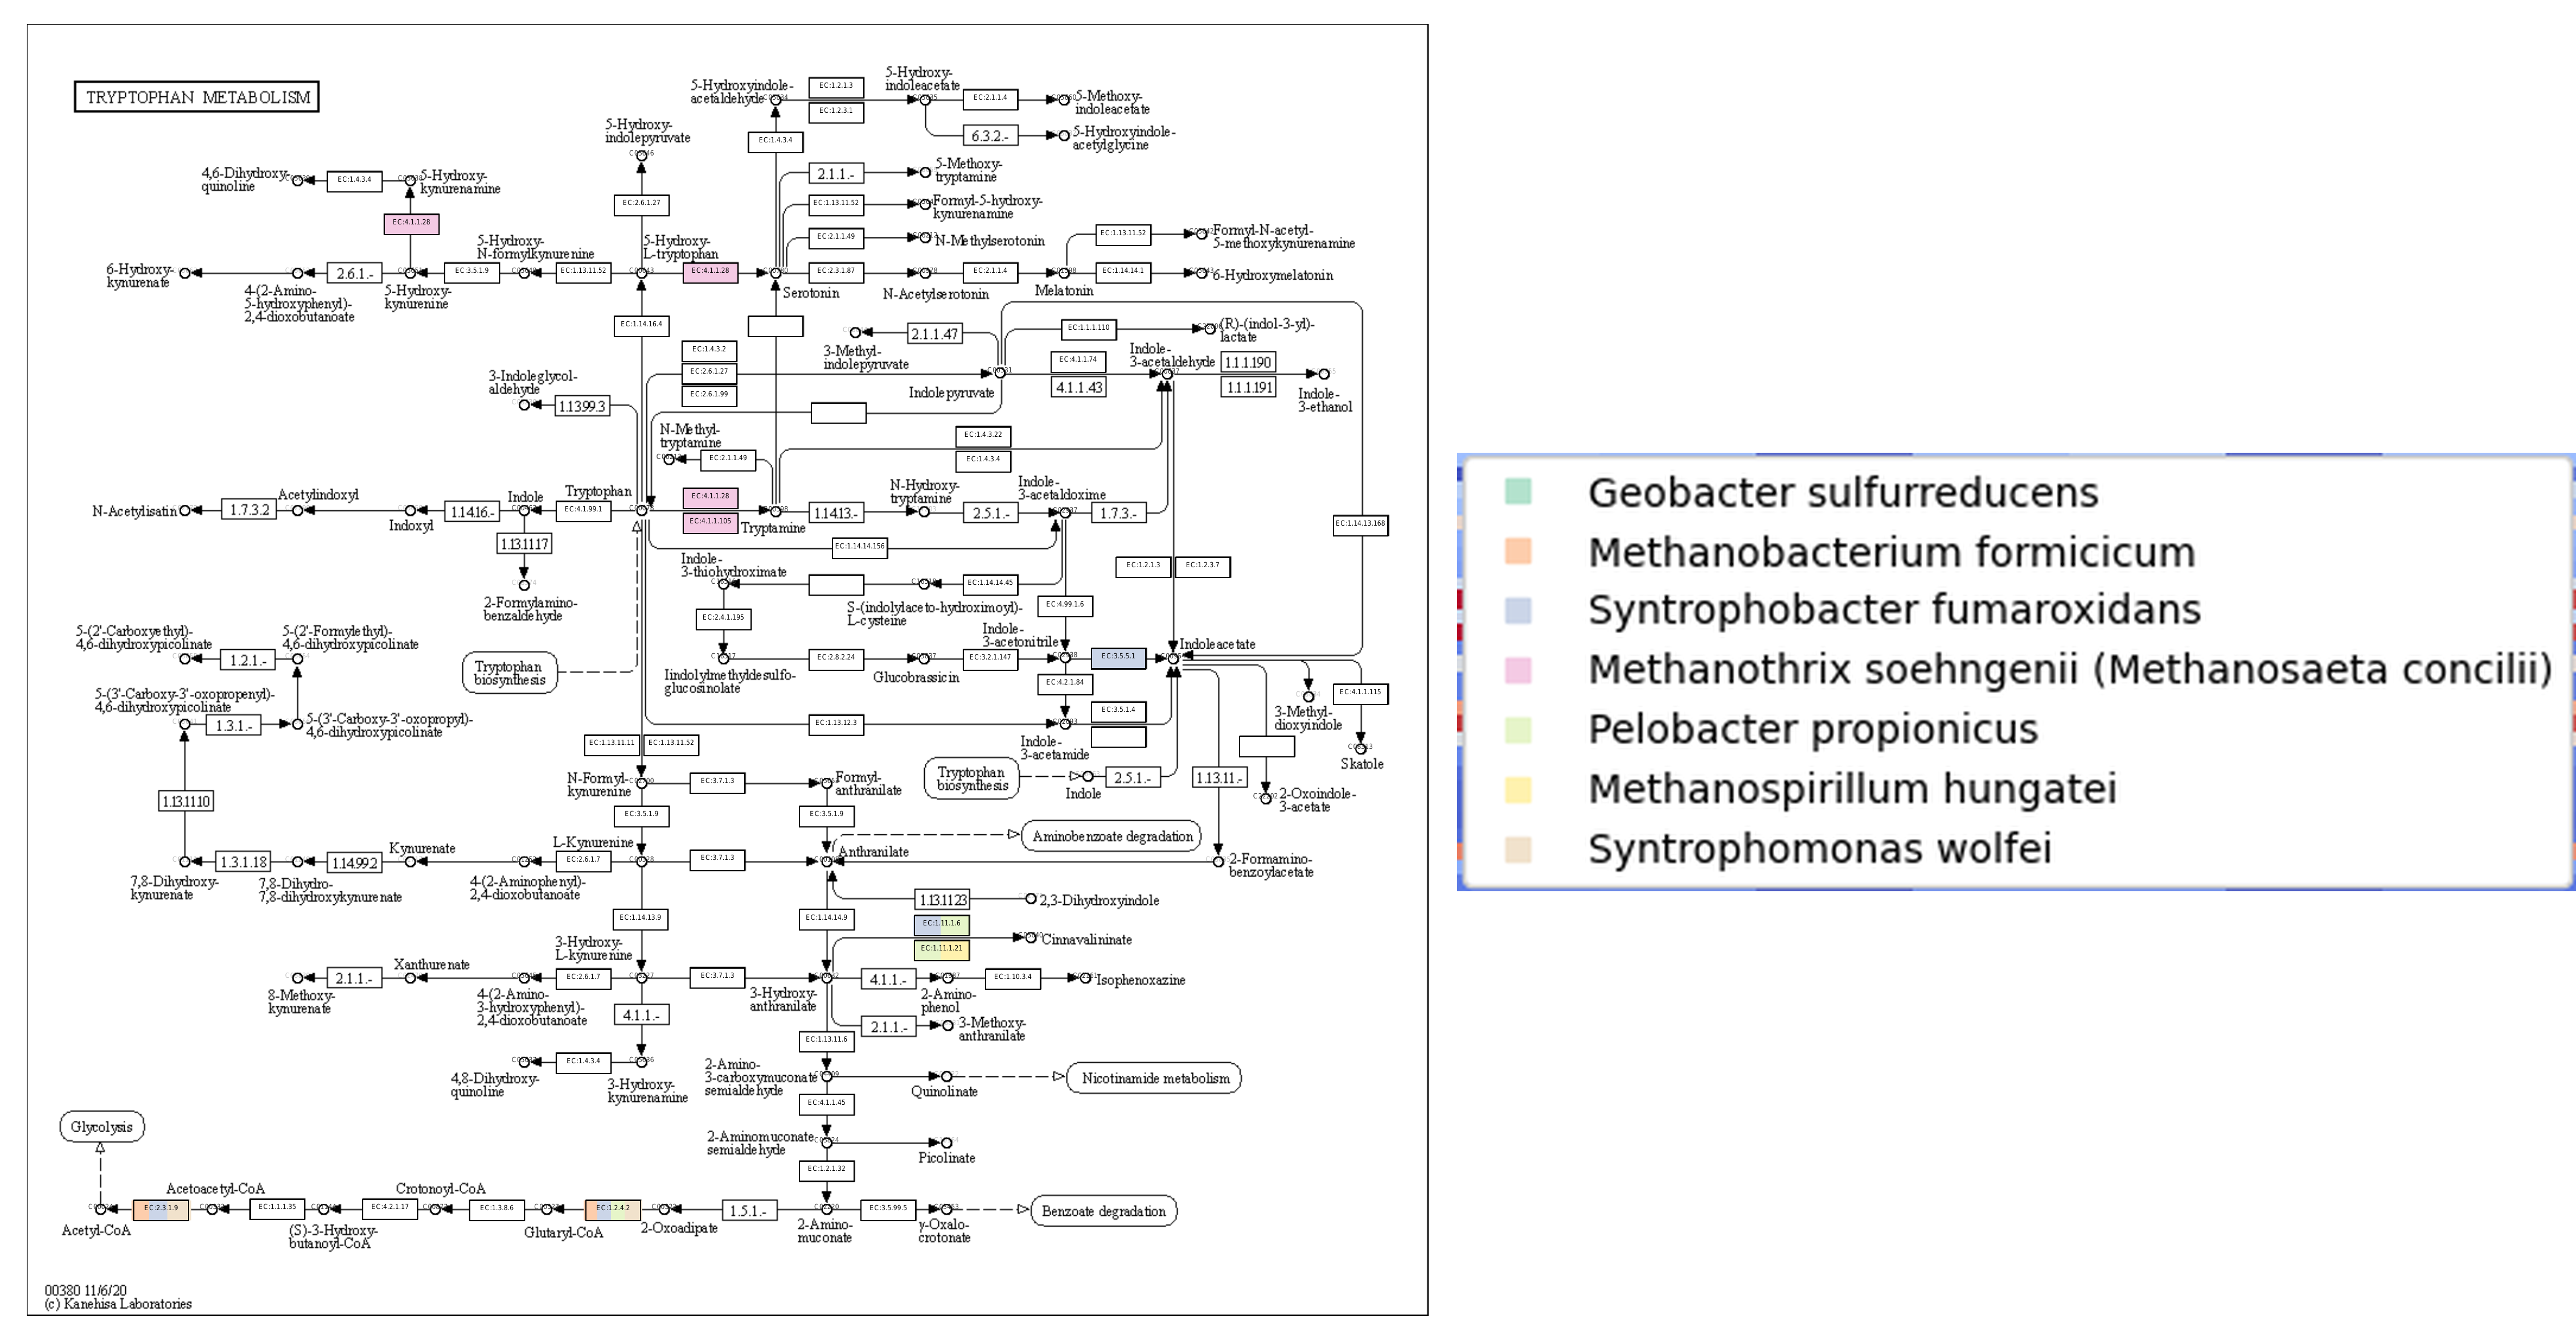 TRYPTOPHAN METABOLISM
5-Hydroxyindole-
acetaldehyde
EC:1.2.1.3
EC:1.2.3.1
5-Hydroxy-
indoleacetate
EC:2.1.1.4
5-Methoxy-
indoleacetate
6.3.2.-
5-Hydroxyindole-
acetylglycine
5-Hydroxy-
indolepyruvate
EC:1.4.3.4
4,6-Dihydroxy-
quinoline
EC:1.4.3.4
5-Hydroxy-
kynurenamine
2.1.1.-
5-Methoxy-
tryptamine
EC:2.6.1.27
EC:1.13.11.52
Formyl-5-hydroxy-
kynurenamine
EC:4.1.1.28
5-Hydroxy-
N-formylkynurenine
5-Hydroxy-
L-tryptophan
EC:2.1.1.49
N-Methylserotonin
EC:1.13.11.52
Formyl-N-acetyl-
5-methoxykynurenamine
6-Hydroxy-
kynurenate
2.6.1.-
EC:3.5.1.9
EC:1.13.11.52
EC:4.1.1.28
EC:2.3.1.87
EC:2.1.1.4
EC:1.14.14.1
6-Hydroxymelatonin
4-(2-Amino-
5-hydroxyphenyl)-
2,4-dioxobutanoate
5-Hydroxy-
kynurenine
Serotonin
N-Acetylserotonin
Melatonin
EC:1.14.16.4
2.1.1.47
EC:1.1.1.110
(R)-(indol-3-yl)-
lactate
3-Methyl-
indolepyruvate
EC:1.4.3.2
EC:2.6.1.27
EC:2.6.1.99
Indolepyruvate
EC:4.1.1.74
4.1.1.43
Indole-
3-acetaldehyde
1.1.1.190
1.1.1.191
Indole-
3-ethanol
3-Indoleglycol-
aldehyde
1.1399.3
N-Methyl-
tryptamine
EC:2.1.1.49
EC:1.4.3.22
EC:1.4.3.4
N-Acetylisatin
1.7.3.2
Acetylindoxyl
Indoxyl
1.14.16.-
Indole
EC:4.1.99.1
Tryptophan
EC:4.1.1.28
EC:4.1.1.105
Tryptamine
1.14.13.-
N-Hydroxy-
tryptamine
2.5.1.-
Indole-
3-acetaldoxime
1.7.3.-
EC:1.14.13.168
1.13.1117
2-Formylamino-
benzaldehyde
EC:1.14.14.156
Indole-
3-thiohydroximate
EC:1.14.14.45
S-(indolylaceto-hydroximoyl)-
L-cysteine
EC:1.2.1.3
EC:1.2.3.7
EC:2.4.1.195
EC:4.99.1.6
5-(2'-Carboxyethyl)-
4,6-dihydroxypicolinate
1.2.1.-
5-(2'-Formylethyl)-
4,6-dihydroxypicolinate
Tryptophan
biosynthesis
Iindolylmethyldesulfo-
glucosinolate
EC:2.8.2.24
Glucobrassicin
EC:3.2.1.147
Indole-
3-acetonitrile
EC:3.5.5.1
Indoleacetate
EC:4.2.1.84
5-(3'-Carboxy-3'-oxopropenyl)-
4,6-dihydroxypicolinate
1.3.1.-
5-(3'-Carboxy-3'-oxopropyl)-
4,6-dihydroxypicolinate
EC:1.13.12.3
EC:3.5.1.4
Indole-
3-acetamide
3-Methyl-
dioxyindole
EC:4.1.1.115
Skatole
EC:1.13.11.11
EC:1.13.11.52
Tryptophan
biosynthesis
Indole
2.5.1.-
1.13.11.-
2-Oxoindole-
3-acetate
N-Formyl-
kynurenine
EC:3.7.1.3
Formyl-
anthranilate
1.13.1110
EC:3.5.1.9
EC:3.5.1.9
Aminobenzoate degradation
7,8-Dihydroxy-
kynurenate
1.3.1.18
7,8-Dihydro-
7,8-dihydroxykynurenate
1.14.99.2
Kynurenate
4-(2-Aminophenyl)-
2,4-dioxobutanoate
EC:2.6.1.7
L-Kynurenine
EC:3.7.1.3
Anthranilate
2-Formamino-
benzoylacetate
1.13.1123
2,3-Dihydroxyindole
EC:1.14.13.9
EC:1.14.14.9
EC:1.11.1.6
EC:1.11.1.21
Cinnavalininate
8-Methoxy-
kynurenate
2.1.1.-
Xanthurenate
4-(2-Amino-
3-hydroxyphenyl)-
2,4-dioxobutanoate
EC:2.6.1.7
3-Hydroxy-
L-kynurenine
EC:3.7.1.3
3-Hydroxy-
anthranilate
4.1.1.-
2-Amino-
phenol
EC:1.10.3.4
Isophenoxazine
4.1.1.-
2.1.1.-
3-Methoxy-
anthranilate
EC:1.13.11.6
4,8-Dihydroxy-
quinoline
EC:1.4.3.4
3-Hydroxy-
kynurenamine
2-Amino-
3-carboxymuconate
semialdehyde
Quinolinate
Nicotinamide metabolism
EC:4.1.1.45
Glycolysis
2-Aminomuconate
semialdehyde
Picolinate
EC:1.2.1.32
Acetyl-CoA
EC:2.3.1.9
Acetoacetyl-CoA
EC:1.1.1.35
(S)-3-Hydroxy-
butanoyl-CoA
EC:4.2.1.17
Crotonoyl-CoA
EC:1.3.8.6
Glutaryl-CoA
EC:1.2.4.2
2-Oxoadipate
1.5.1.-
2-Amino-
muconate
EC:3.5.99.5
γ-Oxalo-
crotonate
Benzoate degradation
00380 11/6/20
(c) Kanehisa Laboratories
Geobacter sulfurreducens
Methanobacterium formicicum
Syntrophobacter fumaroxidans
Methanothrix soehngenii (Methanosaeta concilii)
Pelobacter propionicus
Methanospirillum hungatei
Syntrophomonas wolfei